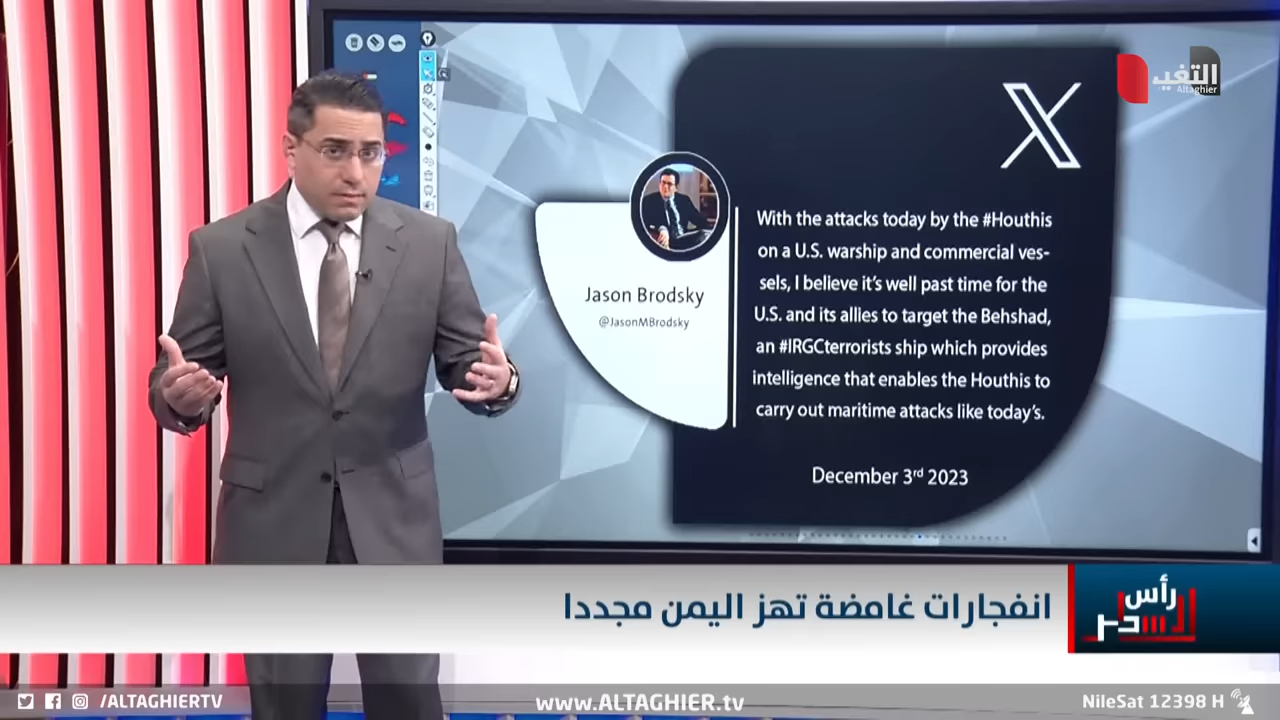 التغيير
Altaghier
With the attacks today by the #Houthis
on a U.S. warship and commercial ves-
sels, I believe it's well past time for the
U.S. and its allies to target the Behshad,
an #IRGCterrorists ship which provides
intelligence that enables the Houthis to
carry out maritime attacks like today's.
December 3rd 2023
Jason Brodsky
@JasonMBrodsky
رأس
السطر
انفجارات غامضة تهز اليمن مجددا
/ALTAGHIERTV
www.ALTAGHIER.tv
NileSat 12398 H